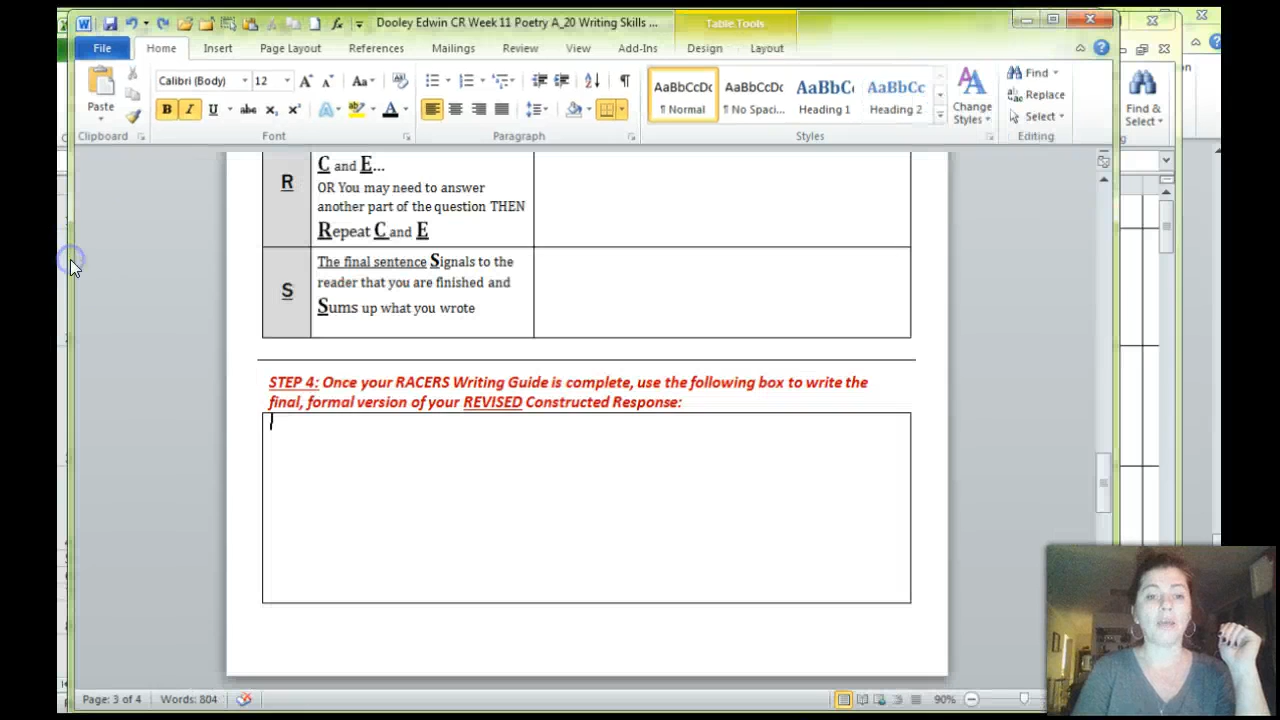 Dooley Edwin CR Week 11 Poetry A_20 Writing Skills ...
Table Tools
File Home Insert Page Layout References Mailings Review View Add-Ins Design Layout
Paste
Calibri (Body) 12
AaBbCcDc AaBbCcDc AaBbC AaBbCc
¶ Normal ¶ No Spaci... Heading 1 Heading 2
Change Styles
Find
Replace
Select
Find & Select
Clipboard Font Paragraph Styles Editing
R
C and E...
OR You may need to answer
another part of the question THEN
Repeat C and E
S
The final sentence Signals to the
reader that you are finished and
Sums up what you wrote
STEP 4: Once your RACERS Writing Guide is complete, use the following box to write the
final, formal version of your REVISED Constructed Response:
Page: 3 of 4 Words: 804 90%